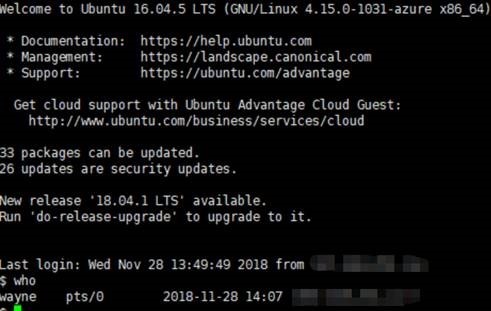 Welcome to Ubuntu 16.04.5 LTS (GNU/Linux 4.15.0-1031-azure x86_64)
* Documentation:  https://help.ubuntu.com
* Management:     https://landscape.canonical.com
* Support:        https://ubuntu.com/advantage
Get cloud support with Ubuntu Advantage Cloud Guest:
http://www.ubuntu.com/business/services/cloud
33 packages can be updated.
26 updates are security updates.
New release '18.04.1 LTS' available.
Run 'do-release-upgrade' to upgrade to it.
Last login: Wed Nov 28 13:49:49 2018 from
$ who
wayne    pts/0        2018-11-28 14:07
$